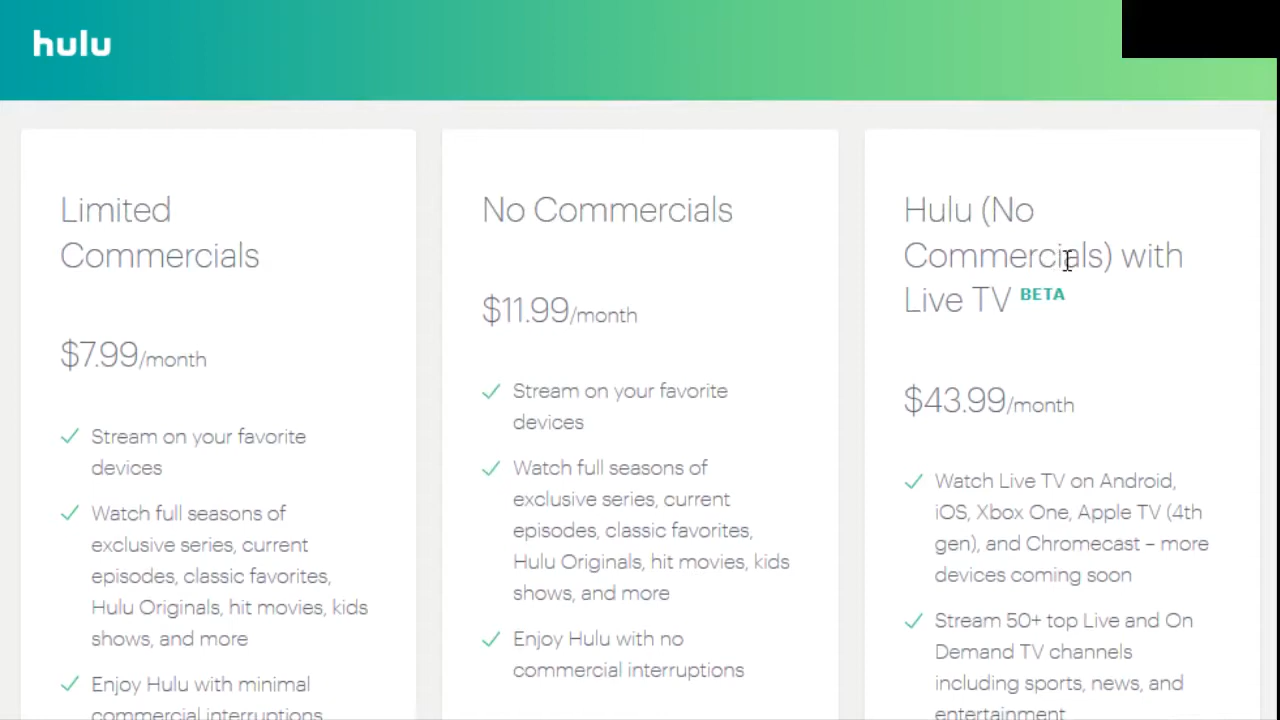 hulu
Limited
Commercials
$7.99/month
Stream on your favorite
devices
Watch full seasons of
exclusive series, current
episodes, classic favorites,
Hulu Originals, hit movies, kids
shows, and more
Enjoy Hulu with minimal
commercial interruptions
No Commercials
$11.99/month
Stream on your favorite
devices
Watch full seasons of
exclusive series, current
episodes, classic favorites,
Hulu Originals, hit movies, kids
shows, and more
Enjoy Hulu with no
commercial interruptions
Hulu (No
Commercials) with
Live TV BETA
$43.99/month
Watch Live TV on Android,
iOS, Xbox One, Apple TV (4th
gen), and Chromecast – more
devices coming soon
Stream 50+ top Live and On
Demand TV channels
including sports, news, and
entertainment